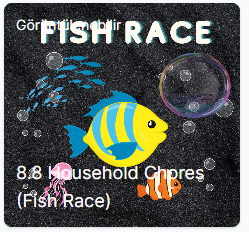 Görüntülenebilir
FISH RACE
8.8 Household Chores
(Fish Race)